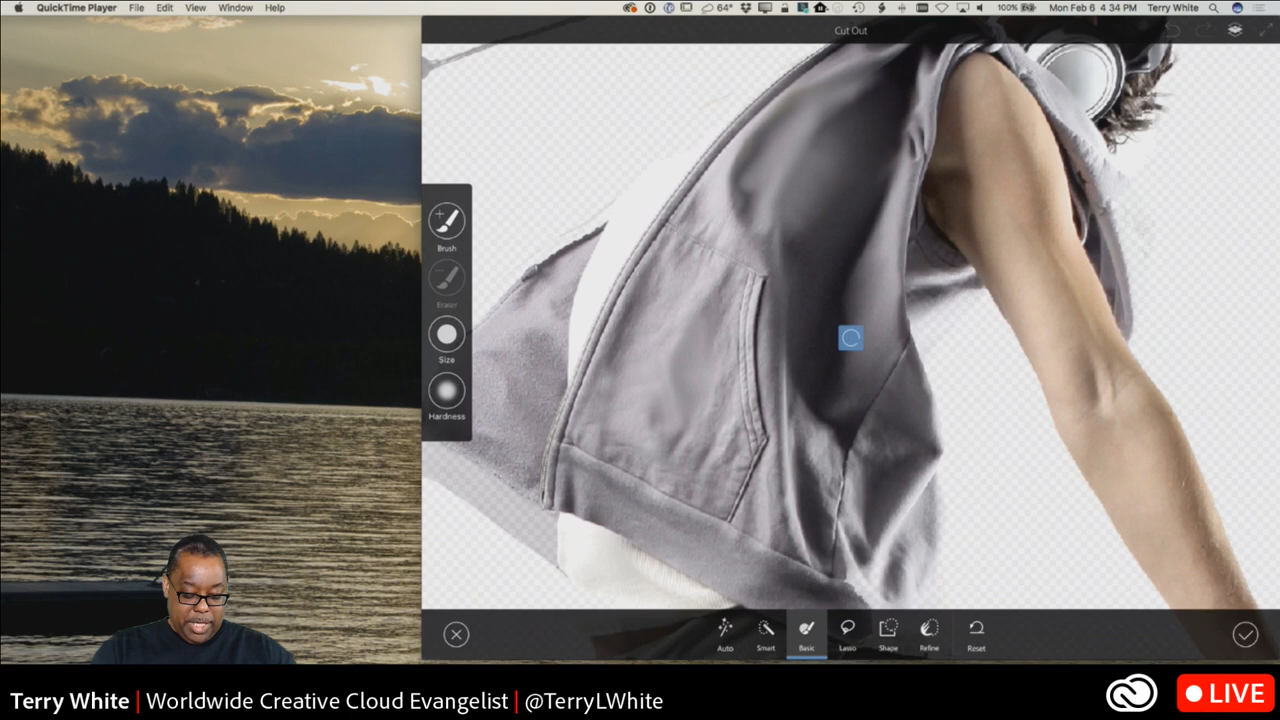 QuickTime Player File Edit View Window Help
64° 100% Mon Feb 6 4:34 PM Terry White
Cut Out
Brush
Eraser
Size
Hardness
Auto Smart Basic Lasso Shape Refine Reset
Terry White | Worldwide Creative Cloud Evangelist | @TerryLWhite
LIVE